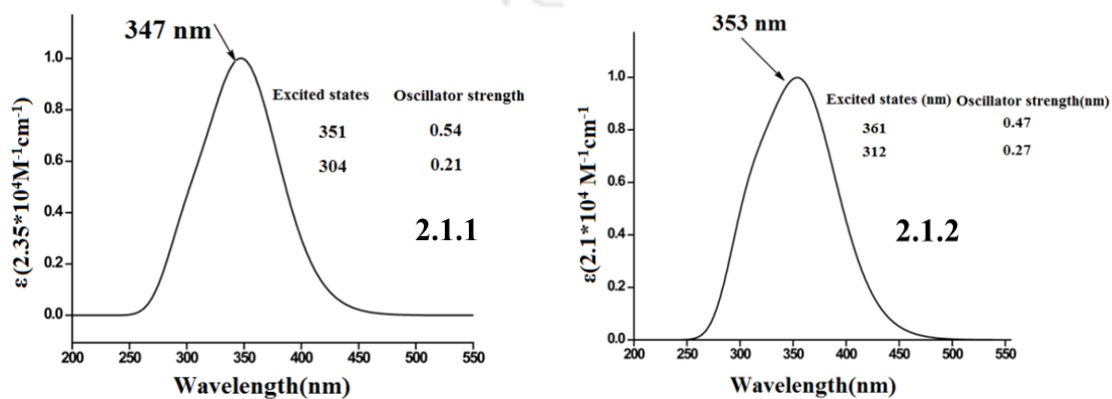 347 nm
ε(2.35*10⁴M⁻¹cm⁻¹)
1.0
0.8
0.6
0.4
0.2
0.0
Excited states Oscillator strength
351 0.54
304 0.21
2.1.1
200 250 300 350 400 450 500 550
Wavelength(nm)
353 nm
ε(2.1*10⁴ M⁻¹cm⁻¹
1.0
0.8
0.6
0.4
0.2
0.0
Excited states (nm) Oscillator strength(nm)
361 0.47
312 0.27
2.1.2
200 250 300 350 400 450 500 550
Wavelength(nm)